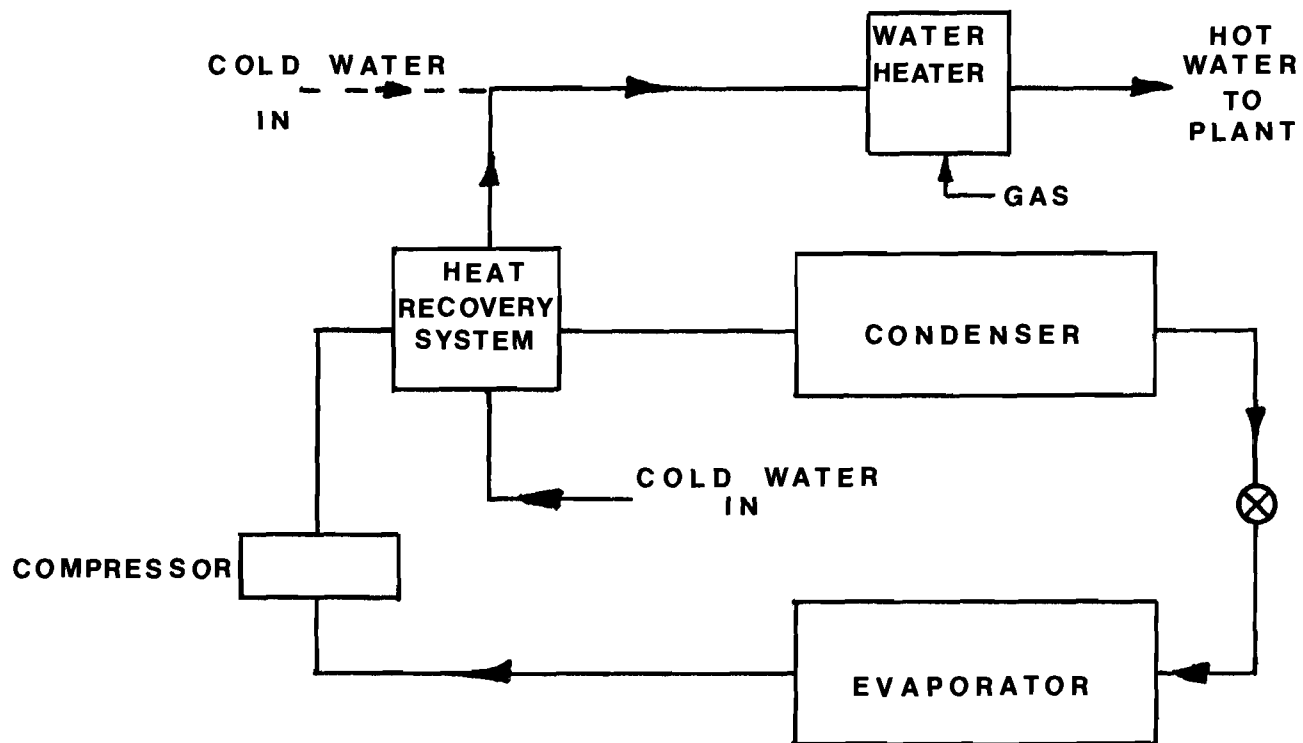 COLD WATER
IN
WATER
HEATER
HOT
WATER
TO
PLANT
GAS
HEAT
RECOVERY
SYSTEM
CONDENSER
COLD WATER
IN
COMPRESSOR
EVAPORATOR